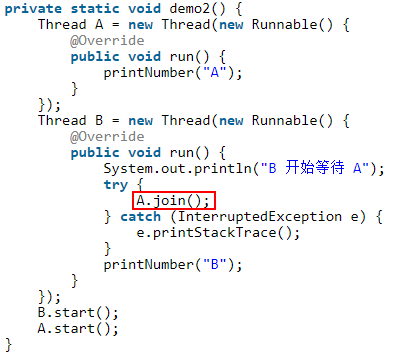 private static void demo2() {
    Thread A = new Thread(new Runnable() {
        @Override
        public void run() {
            printNumber("A");
        }
    });
    Thread B = new Thread(new Runnable() {
        @Override
        public void run() {
            System.out.println("B 开始等待 A");
            try {
                A.join();
            } catch (InterruptedException e) {
                e.printStackTrace();
            }
            printNumber("B");
        }
    });
    B.start();
    A.start();
}